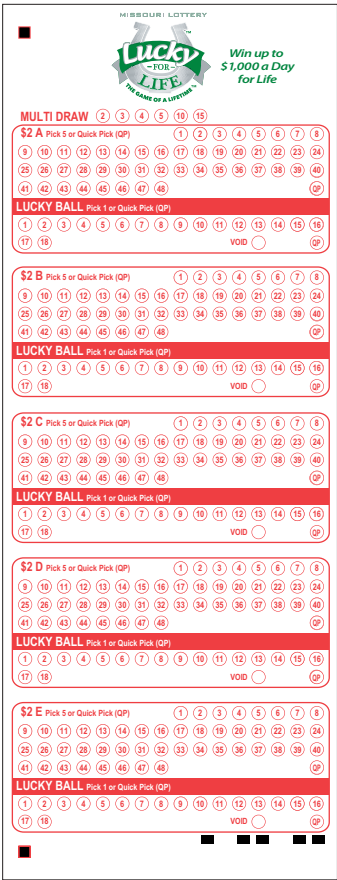 MISSOURI LOTTERY
Lucky
FOR
LIFE
THE GAME OF A LIFETIME™
Win up to
$1,000 a Day
for Life
MULTI DRAW 2 3 4 5 10 15
$2 A Pick 5 or Quick Pick (QP) 1 2 3 4 5 6 7 8
9 10 11 12 13 14 15 16 17 18 19 20 21 22 23 24
25 26 27 28 29 30 31 32 33 34 35 36 37 38 39 40
41 42 43 44 45 46 47 48 QP
LUCKY BALL Pick 1 or Quick Pick (QP)
1 2 3 4 5 6 7 8 9 10 11 12 13 14 15 16
17 18 VOID QP
$2 B Pick 5 or Quick Pick (QP) 1 2 3 4 5 6 7 8
9 10 11 12 13 14 15 16 17 18 19 20 21 22 23 24
25 26 27 28 29 30 31 32 33 34 35 36 37 38 39 40
41 42 43 44 45 46 47 48 QP
LUCKY BALL Pick 1 or Quick Pick (QP)
1 2 3 4 5 6 7 8 9 10 11 12 13 14 15 16
17 18 VOID QP
$2 C Pick 5 or Quick Pick (QP) 1 2 3 4 5 6 7 8
9 10 11 12 13 14 15 16 17 18 19 20 21 22 23 24
25 26 27 28 29 30 31 32 33 34 35 36 37 38 39 40
41 42 43 44 45 46 47 48 QP
LUCKY BALL Pick 1 or Quick Pick (QP)
1 2 3 4 5 6 7 8 9 10 11 12 13 14 15 16
17 18 VOID QP
$2 D Pick 5 or Quick Pick (QP) 1 2 3 4 5 6 7 8
9 10 11 12 13 14 15 16 17 18 19 20 21 22 23 24
25 26 27 28 29 30 31 32 33 34 35 36 37 38 39 40
41 42 43 44 45 46 47 48 QP
LUCKY BALL Pick 1 or Quick Pick (QP)
1 2 3 4 5 6 7 8 9 10 11 12 13 14 15 16
17 18 VOID QP
$2 E Pick 5 or Quick Pick (QP) 1 2 3 4 5 6 7 8
9 10 11 12 13 14 15 16 17 18 19 20 21 22 23 24
25 26 27 28 29 30 31 32 33 34 35 36 37 38 39 40
41 42 43 44 45 46 47 48 QP
LUCKY BALL Pick 1 or Quick Pick (QP)
1 2 3 4 5 6 7 8 9 10 11 12 13 14 15 16
17 18 VOID QP